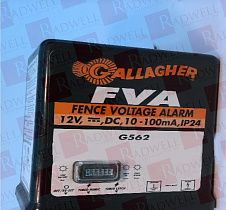 GALLAGHER
FVA
FENCE VOLTAGE ALARM
12V, DC, 10 - 100mA, IP24
G562